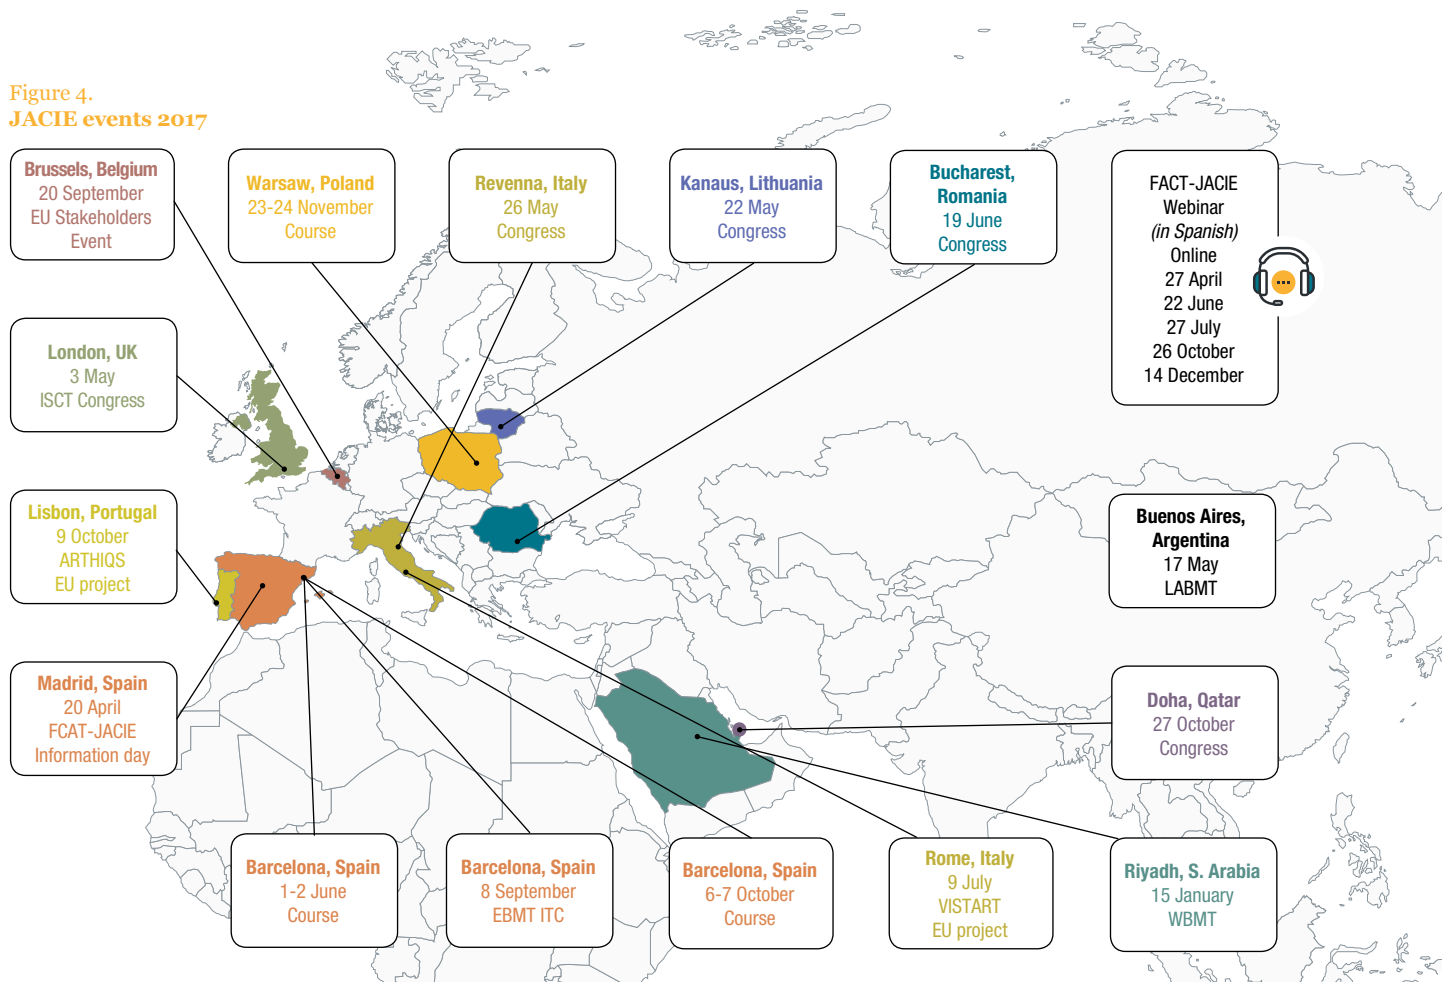 Figure 4.
JACIE events 2017
Brussels, Belgium
20 September
EU Stakeholders
Event
Warsaw, Poland
23-24 November
Course
Revenna, Italy
26 May
Congress
Kanaus, Lithuania
22 May
Congress
Bucharest,
Romania
19 June
Congress
FACT-JACIE
Webinar
(in Spanish)
Online
27 April
22 June
27 July
26 October
14 December
London, UK
3 May
ISCT Congress
Lisbon, Portugal
9 October
ARTHIQS
EU project
Buenos Aires,
Argentina
17 May
LABMT
Madrid, Spain
20 April
FCAT-JACIE
Information day
Doha, Qatar
27 October
Congress
Barcelona, Spain
1-2 June
Course
Barcelona, Spain
8 September
EBMT ITC
Barcelona, Spain
6-7 October
Course
Rome, Italy
9 July
VISTART
EU project
Riyadh, S. Arabia
15 January
WBMT